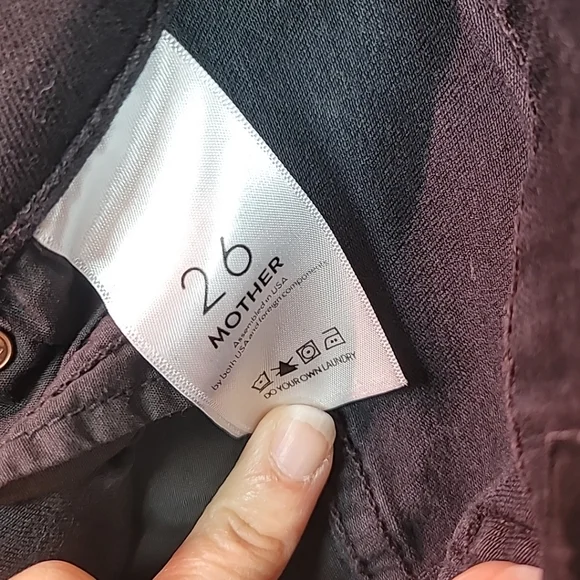 26
MOTHER
Assembled in USA
by both USA and foreign components
DO YOUR OWN LAUNDRY